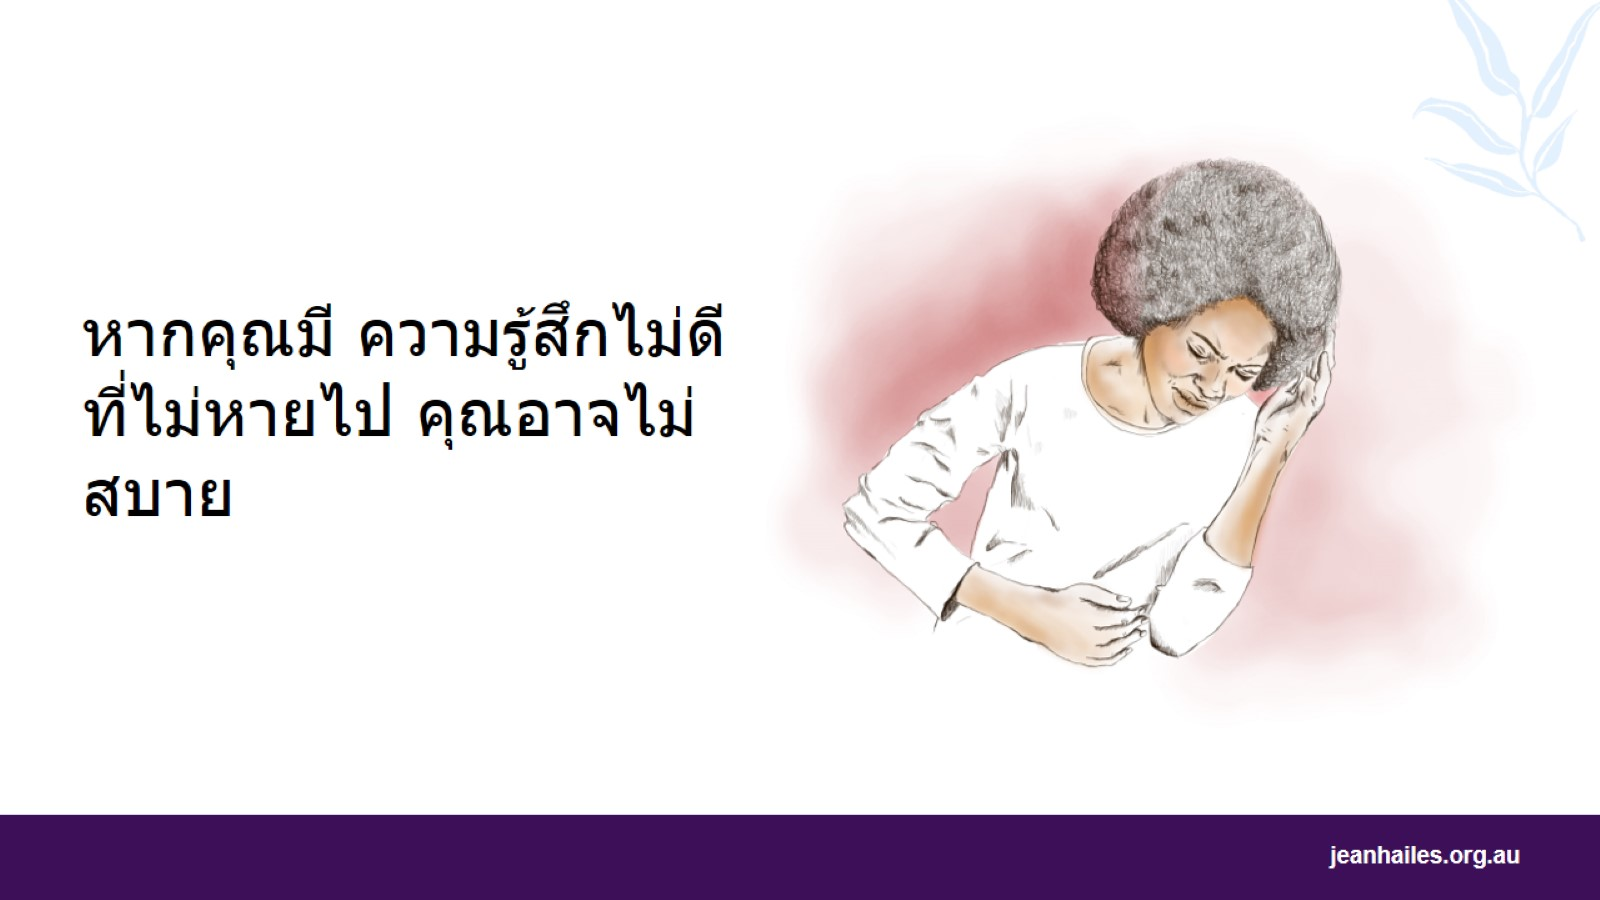 หากคุณมี ความรู้สึกไม่ดี
ที่ไม่หายไป คุณอาจไม่
สบาย
jeanhailes.org.au